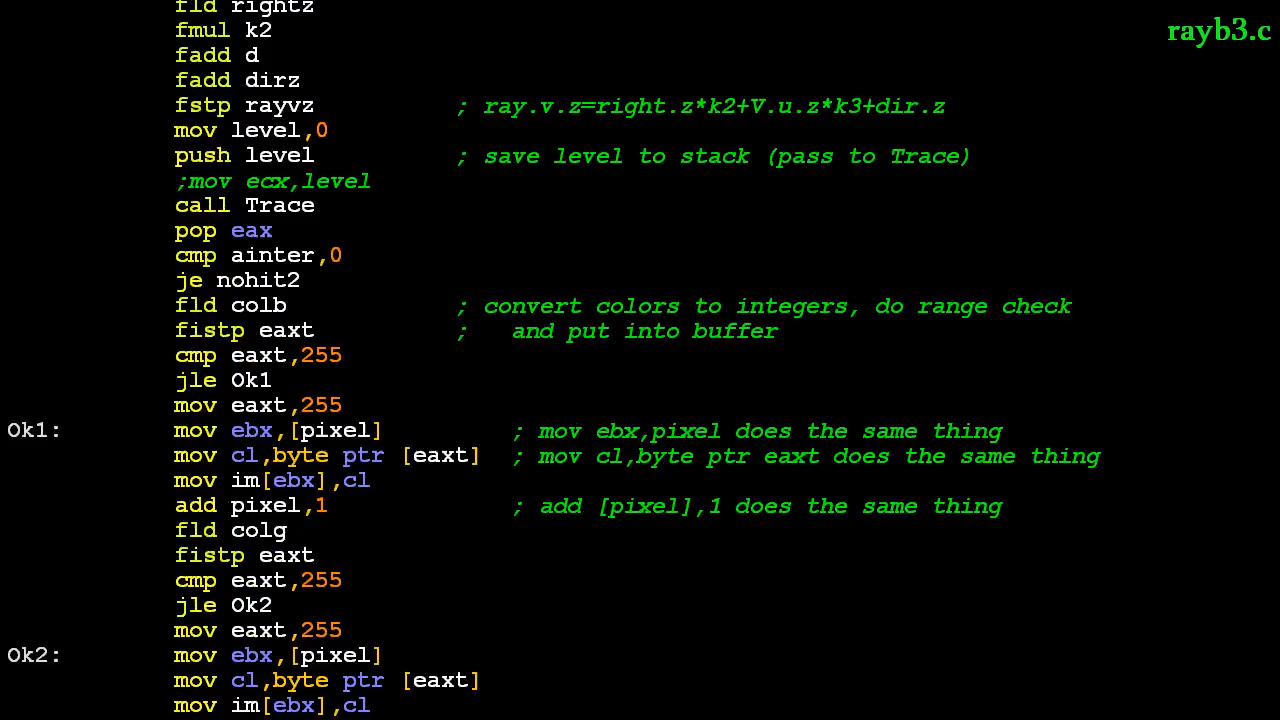 fld rightz
rayb3.c
fmul k2
fadd d
fadd dirz
fstp rayvz ; ray.v.z=right.z*k2+V.u.z*k3+dir.z
mov level,0
push level ; save level to stack (pass to Trace)
;mov ecx,level
call Trace
pop eax
cmp ainter,0
je nohit2
fld colb ; convert colors to integers, do range check
fistp eaxt ; and put into buffer
cmp eaxt,255
jle Ok1
mov eaxt,255
Ok1: mov ebx,[pixel] ; mov ebx,pixel does the same thing
mov cl,byte ptr [eaxt] ; mov cl,byte ptr eaxt does the same thing
mov im[ebx],cl
add pixel,1 ; add [pixel],1 does the same thing
fld colg
fistp eaxt
cmp eaxt,255
jle Ok2
mov eaxt,255
Ok2: mov ebx,[pixel]
mov cl,byte ptr [eaxt]
mov im[ebx],cl